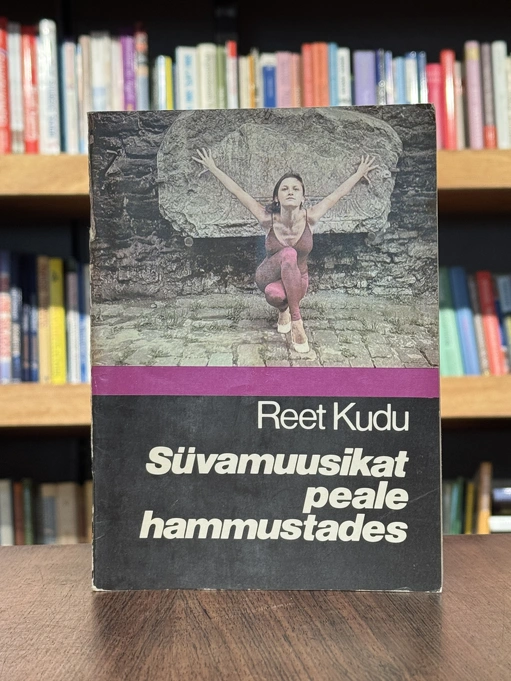 Reet Kudu
Süvamuusikat
peale
hammustades